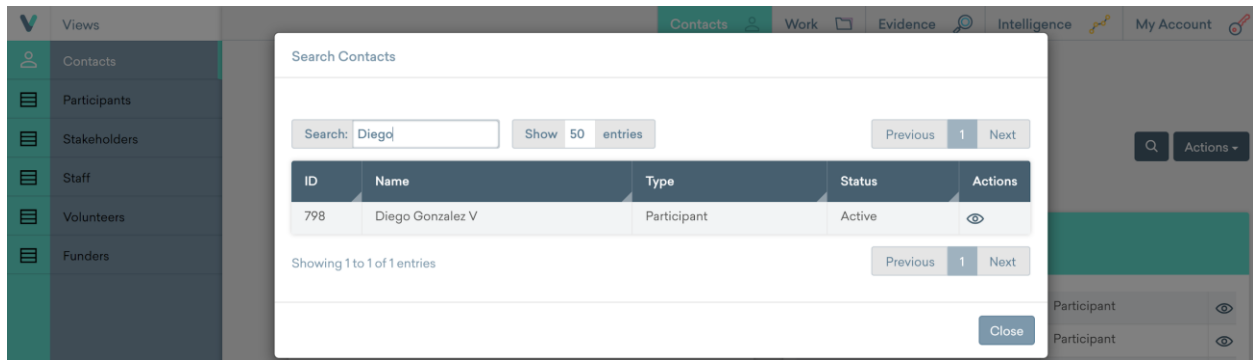 Views
Contacts
Work
Evidence
Intelligence
My Account
Contacts
Participants
Stakeholders
Staff
Volunteers
Funders
Search Contacts
Search: Diego
Show 50 entries
Previous 1 Next
Actions
ID Name Type Status Actions
798 Diego Gonzalez V Participant Active
Showing 1 to 1 of 1 entries
Previous 1 Next
Participant
Close
Participant